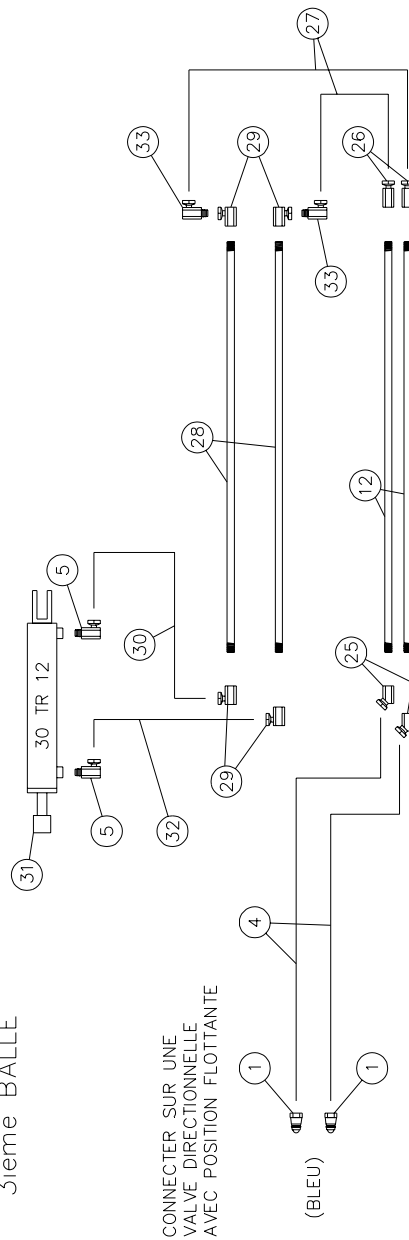 3ieme BALLE
CONNECTER SUR UNE
VALVE DIRECTIONNELLE
AVEC POSITION FLOTTANTE
(BLEU)
1
1
4
31
30 TR 12
5
5
30
32
29
25
28
12
33
29
33
27
26